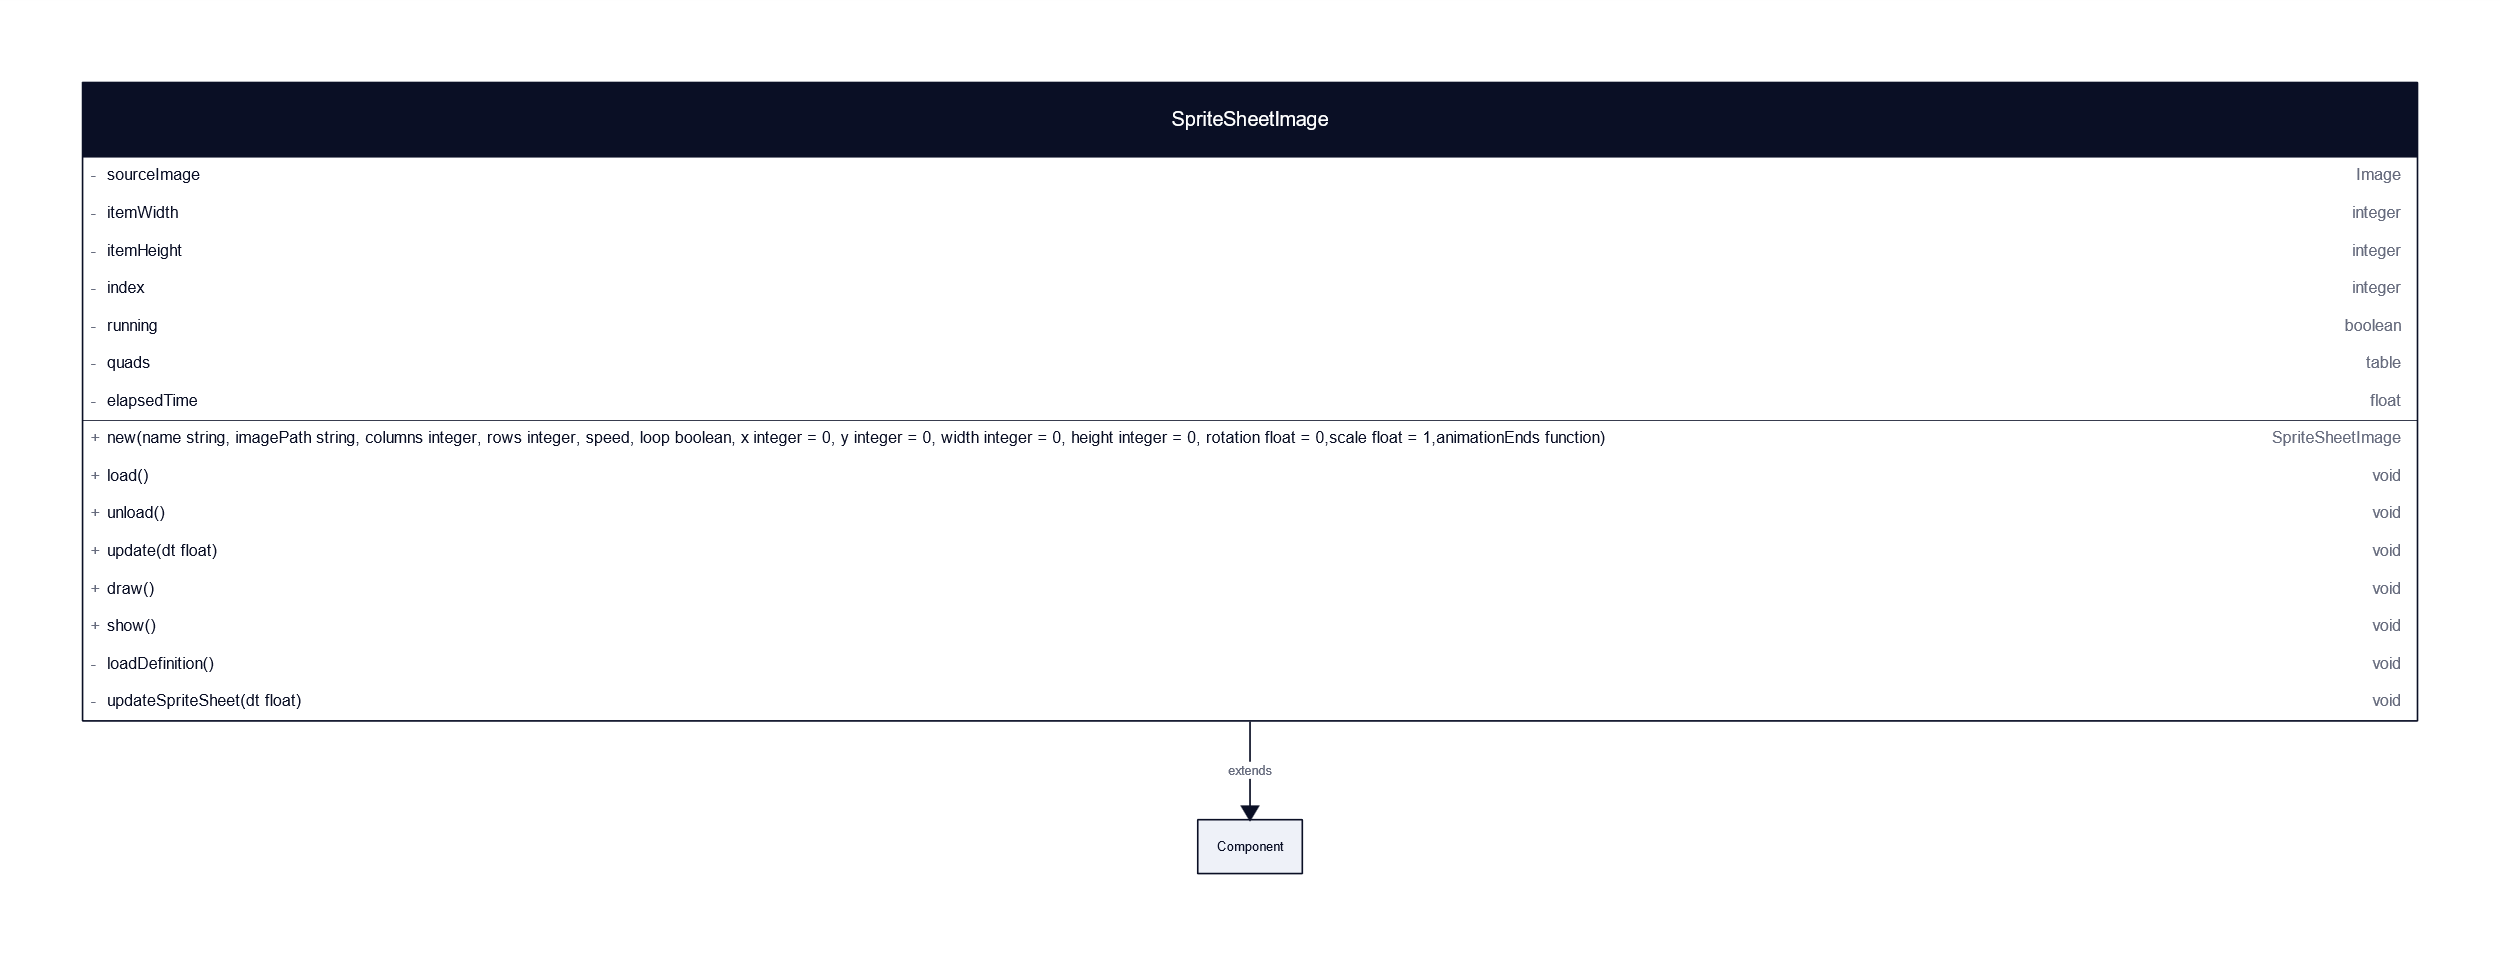 SpriteSheetImage
- sourceImage Image
- itemWidth integer
- itemHeight integer
- index integer
- running boolean
- quads table
- elapsedTime float
+ new(name string, imagePath string, columns integer, rows integer, speed, loop boolean, x integer = 0, y integer = 0, width integer = 0, height integer = 0, rotation float = 0,scale float = 1,animationEnds function) SpriteSheetImage
+ load() void
+ unload() void
+ update(dt float) void
+ draw() void
+ show() void
- loadDefinition() void
- updateSpriteSheet(dt float) void
extends
Component